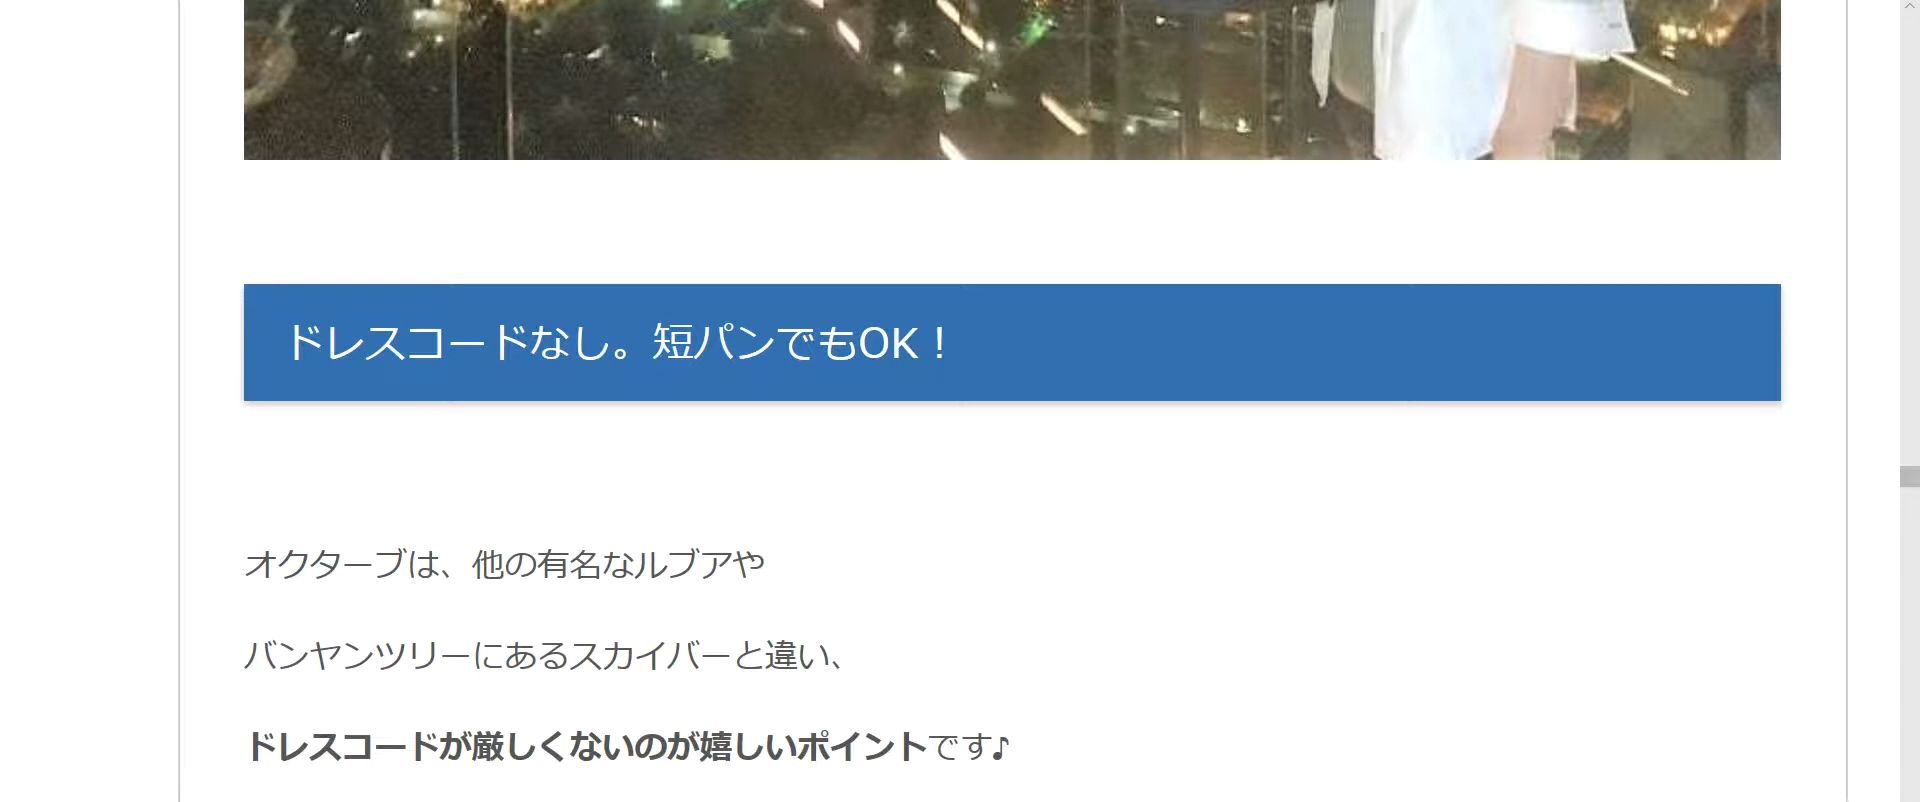 ドレスコードなし。短パンでもOK！
オクターブは、他の有名なルブアや
バンヤンツリーにあるスカイバーと違い、
ドレスコードが厳しくないのが嬉しいポイントです♪